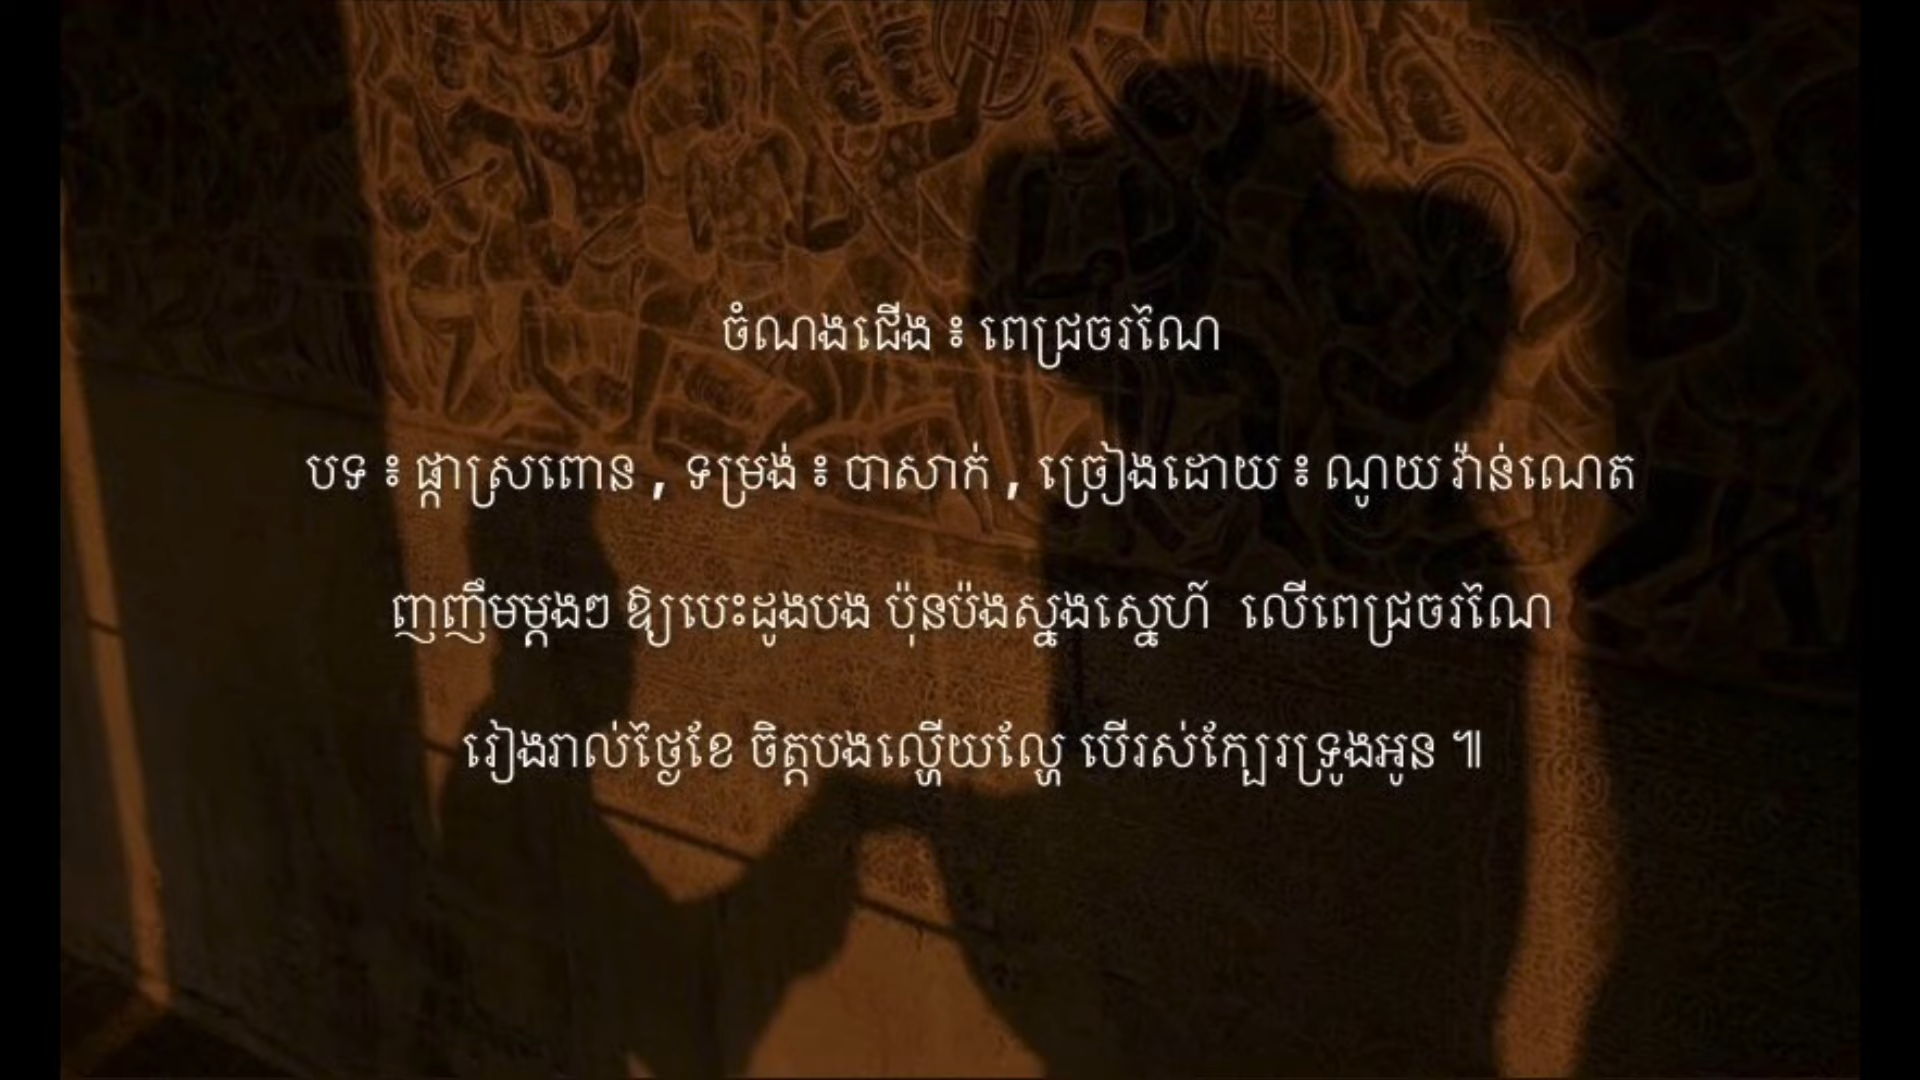 ចំណងជើង ៖ ពេជ្រចរណៃ
បទ ៖ ផ្កាស្រពោន , ទម្រង់ ៖ បាសាក់ , ច្រៀងដោយ ៖ ណូយ វ៉ាន់ណេត
ញញឹមម្ដងៗ ឱ្យបេះដូងបង ប៉ុនប៉ងស្នងស្នេហ៍ លើពេជ្រចរណៃ
រៀងរាល់ថ្ងៃខែ ចិត្តបងល្ហើយល្ហែ បើរស់ក្បែរទ្រូងអូន ៕